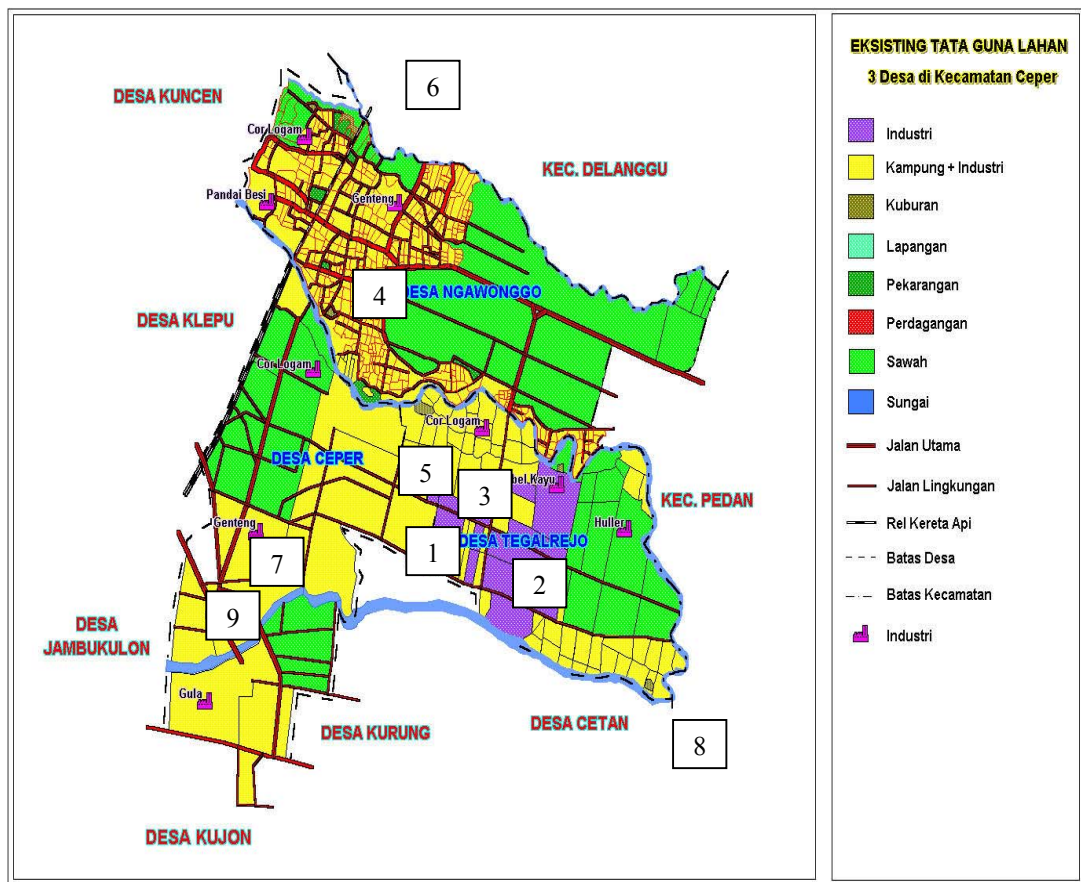 EKSISTING TATA GUNA LAHAN
3 Desa di Kecamatan Ceper
Industri
Kampung + Industri
Kuburan
Lapangan
Pekarangan
Perdagangan
Sawah
Sungai
Jalan Utama
Jalan Lingkungan
Rel Kereta Api
Batas Desa
Batas Kecamatan
Industri
6
DESA KUNCEN
Cor Logam
KEC. DELANGGU
Pandai Besi
Genteng
4
DESA NGAWONGGO
DESA KLEPU
Cor Logam
Cor Logam
DESA CEPER
5
3
bel Kayu
KEC. PEDAN
Genteng
Huller
1
DESA TEGALREJO
7
2
9
DESA
JAMBUKULON
Gula
DESA KURUNG
DESA CETAN
8
DESA KUJON